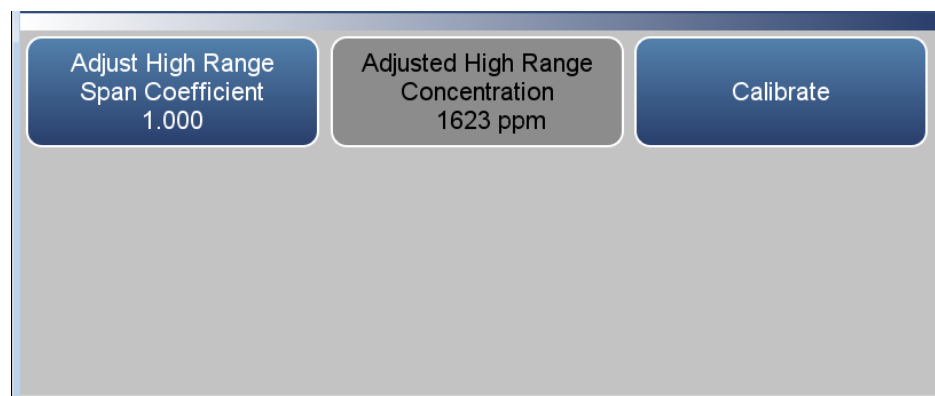 Adjust High Range
Span Coefficient
1.000
Adjusted High Range
Concentration
1623 ppm
Calibrate